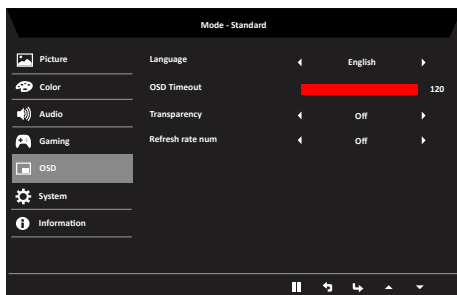 Mode - Standard
Picture
Language English
Color
OSD Timeout 120
Audio
Transparency Off
Gaming
Refresh rate num Off
OSD
System
Information